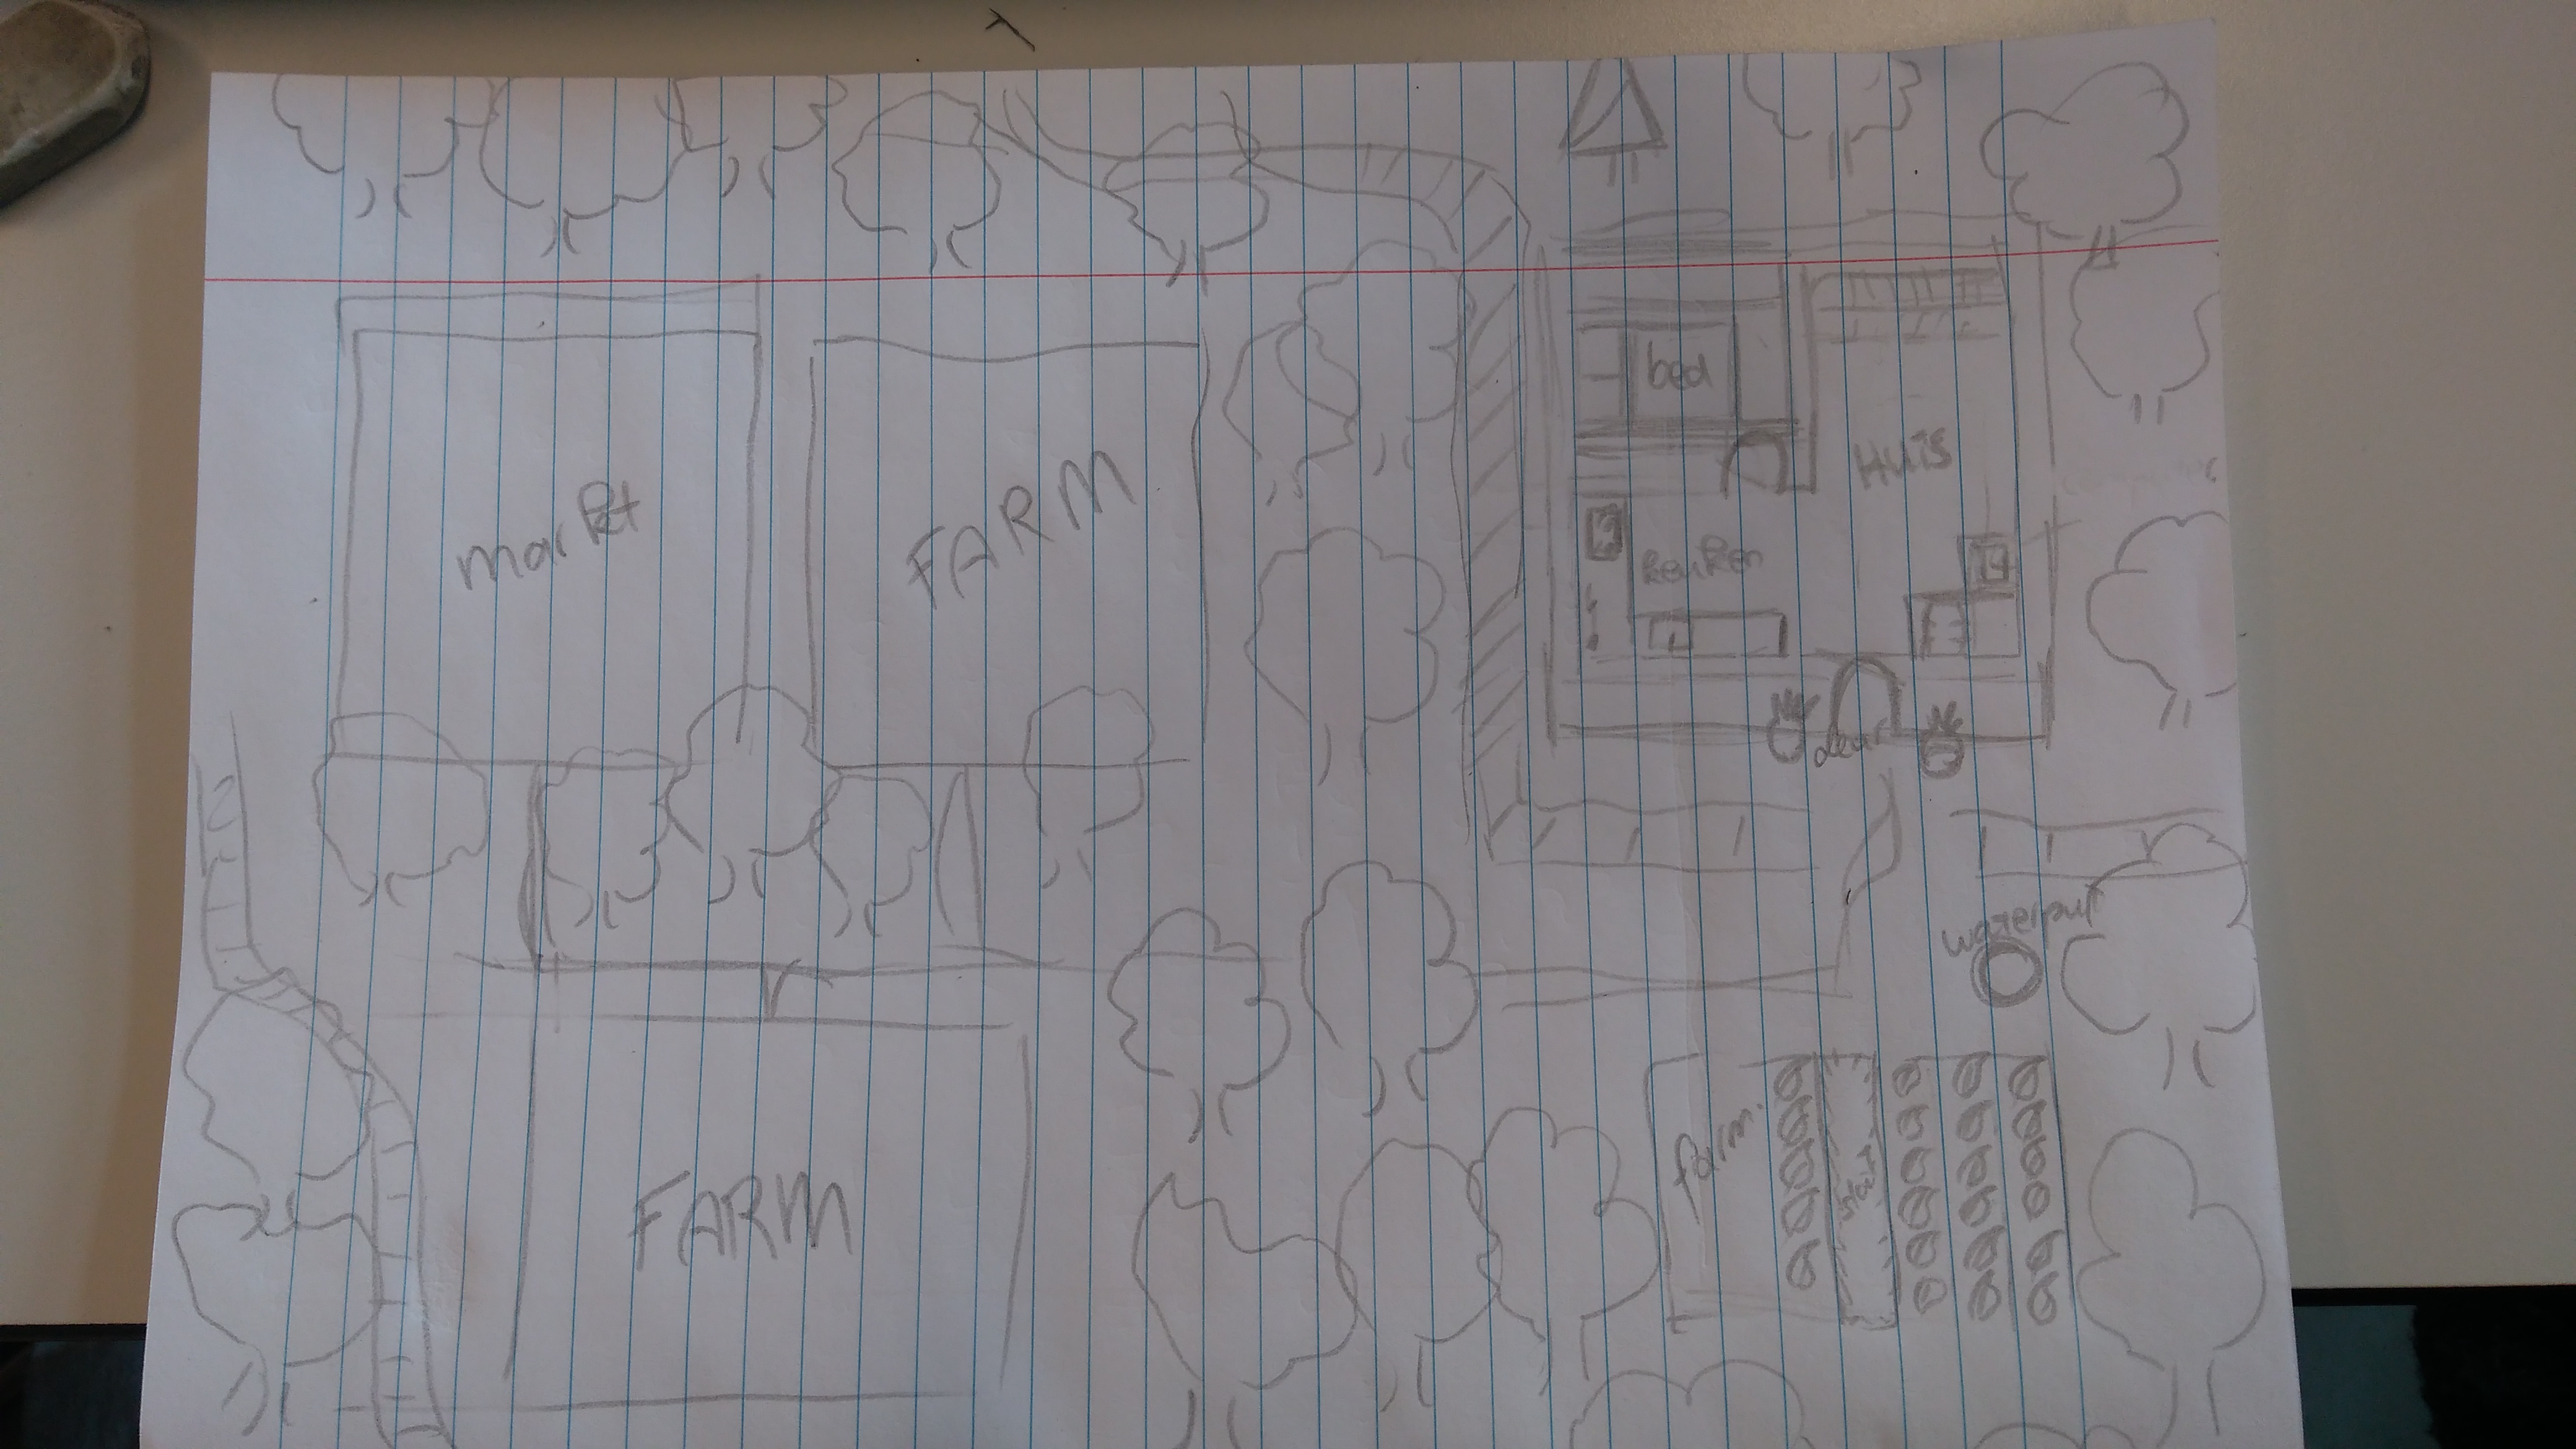 bed
HUIS
market
FARM
keuken
deur
waterput
farm.
FARM